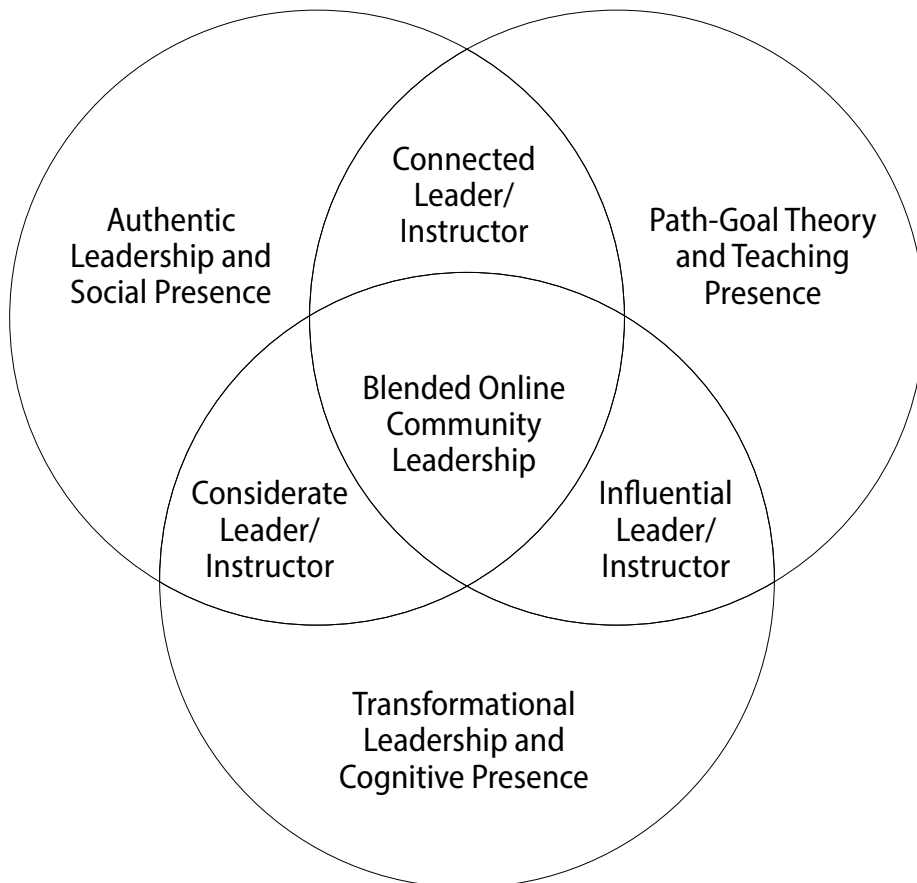 Connected
Leader/
Instructor
Authentic
Leadership and
Social Presence
Path-Goal Theory
and Teaching
Presence
Blended Online
Community
Leadership
Considerate
Leader/
Instructor
Influential
Leader/
Instructor
Transformational
Leadership and
Cognitive Presence